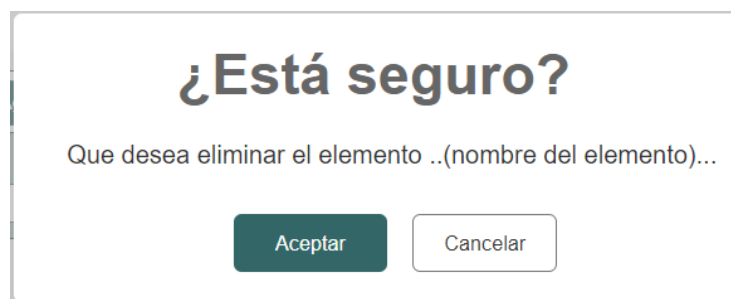 ¿Está seguro?
Que desea eliminar el elemento ..(nombre del elemento)...
Aceptar
Cancelar